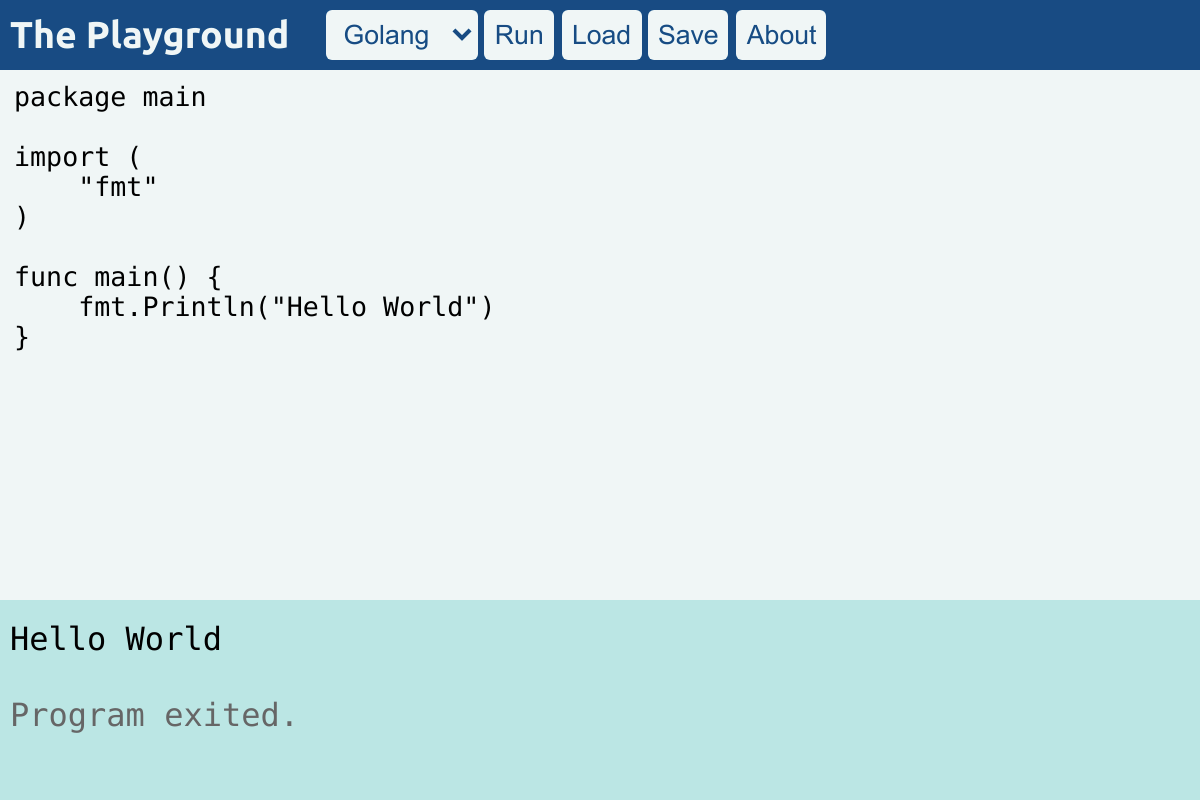 The Playground Golang Run Load Save About
package main
import (
    "fmt"
)
func main() {
    fmt.Println("Hello World")
}
Hello World
Program exited.